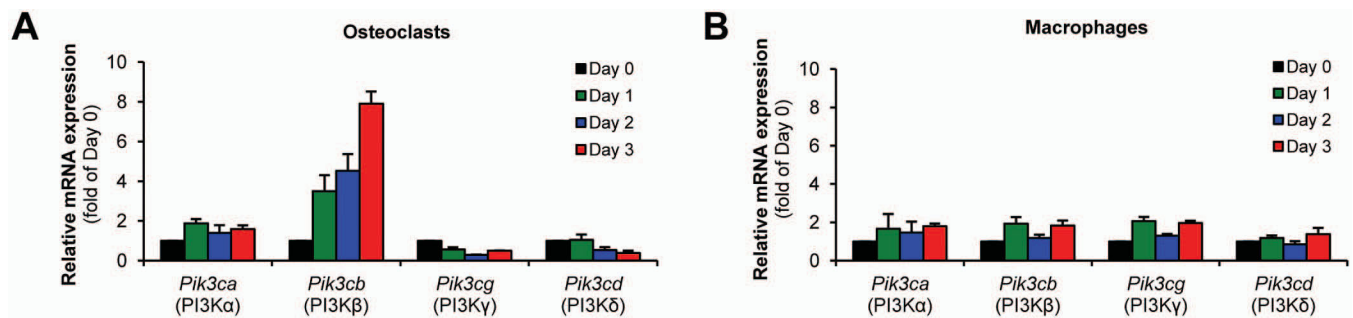 A
Osteoclasts
Relative mRNA expression
(fold of Day 0)
10
8
6
4
2
0
Day 0
Day 1
Day 2
Day 3
Pik3ca
(PI3Kα)
Pik3cb
(PI3Kβ)
Pik3cg
(PI3Kγ)
Pik3cd
(PI3Kδ)
B
Macrophages
Relative mRNA expression
(fold of Day 0)
10
8
6
4
2
0
Day 0
Day 1
Day 2
Day 3
Pik3ca
(PI3Kα)
Pik3cb
(PI3Kβ)
Pik3cg
(PI3Kγ)
Pik3cd
(PI3Kδ)